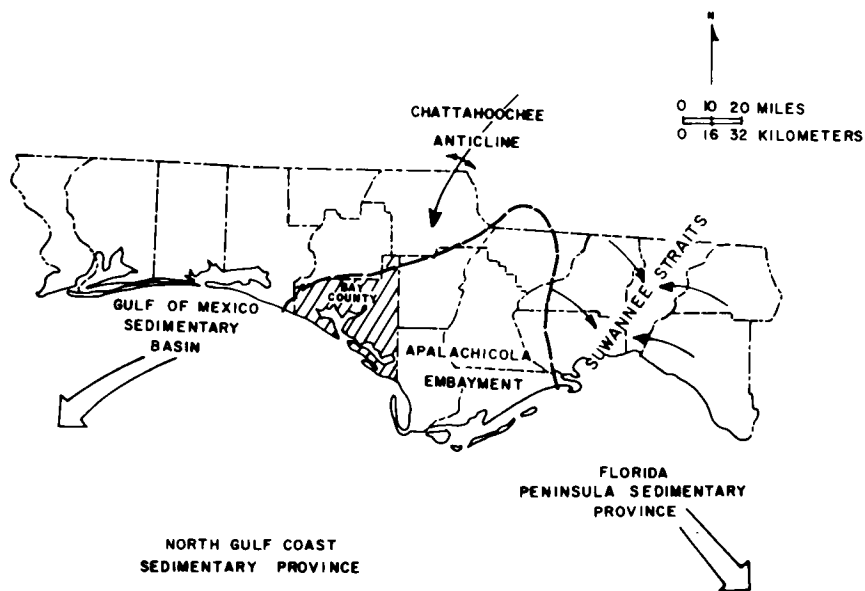 N
0 10 20 MILES
0 16 32 KILOMETERS
CHATTAHOOCHEE
ANTICLINE
SUWANNEE STRAITS
BAY
COUNTY
GULF OF MEXICO
SEDIMENTARY
BASIN
APALACHICOLA
EMBAYMENT
FLORIDA
PENINSULA SEDIMENTARY
PROVINCE
NORTH GULF COAST
SEDIMENTARY PROVINCE